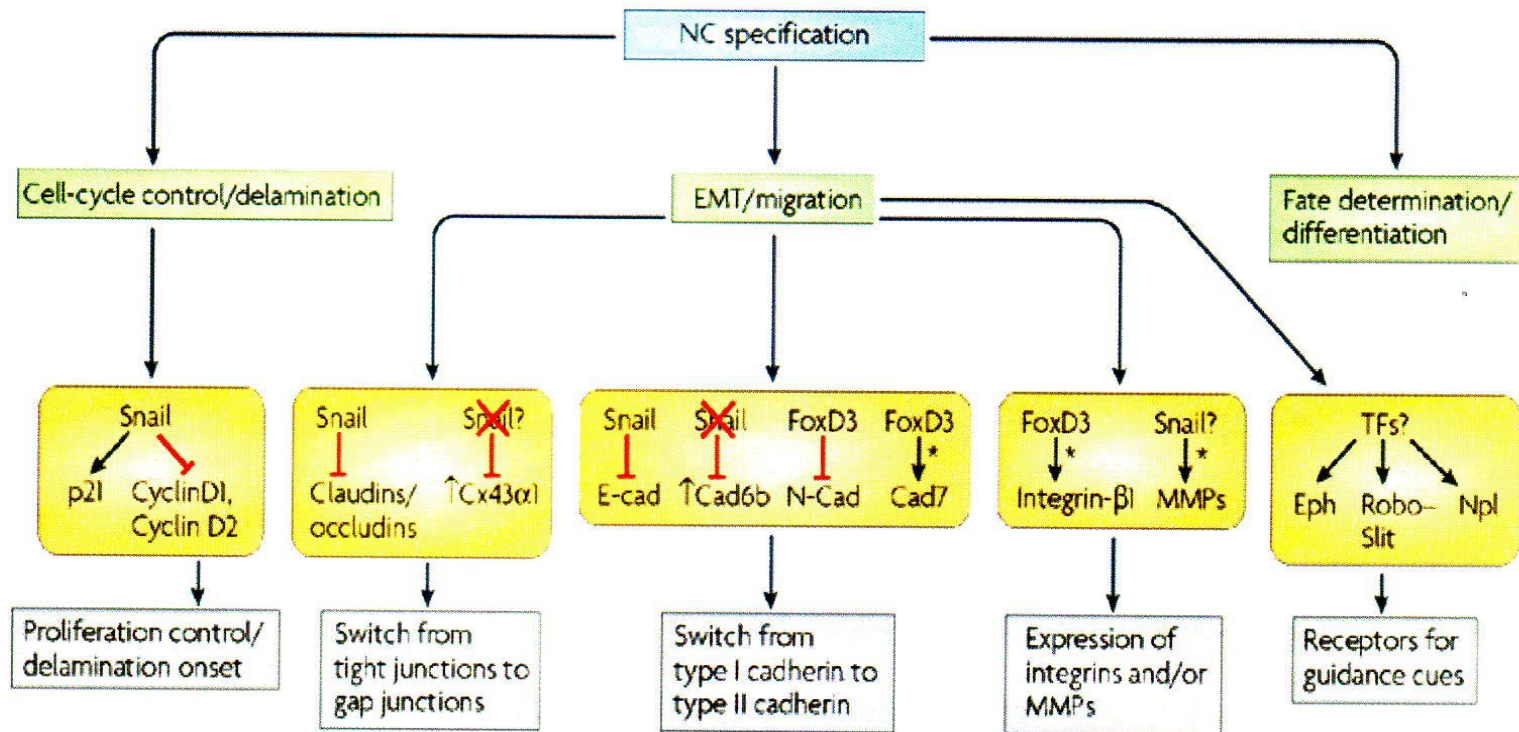 NC specification
Cell-cycle control/delamination
EMT/migration
Fate determination/
differentiation
Snail
p21
CyclinD1,
Cyclin D2
Snail
Claudins/
occludins
Snail?
↑Cx43α1
Snail
E-cad
Snail
↑Cad6b
FoxD3
N-Cad
FoxD3
*
Cad7
FoxD3
*
Integrin-β1
Snail?
*
MMPs
TFs?
Eph
Robo–
Slit
Npl
Proliferation control/
delamination onset
Switch from
tight junctions to
gap junctions
Switch from
type I cadherin to
type II cadherin
Expression of
integrins and/or
MMPs
Receptors for
guidance cues